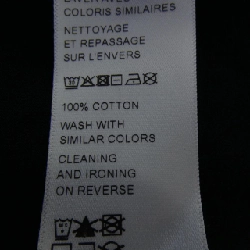 COLORIS SIMILAIRES
NETTOYAGE
ET REPASSAGE
SUR L'ENVERS
100% COTTON
WASH WITH
SIMILAR COLORS
CLEANING
AND IRONING
ON REVERSE